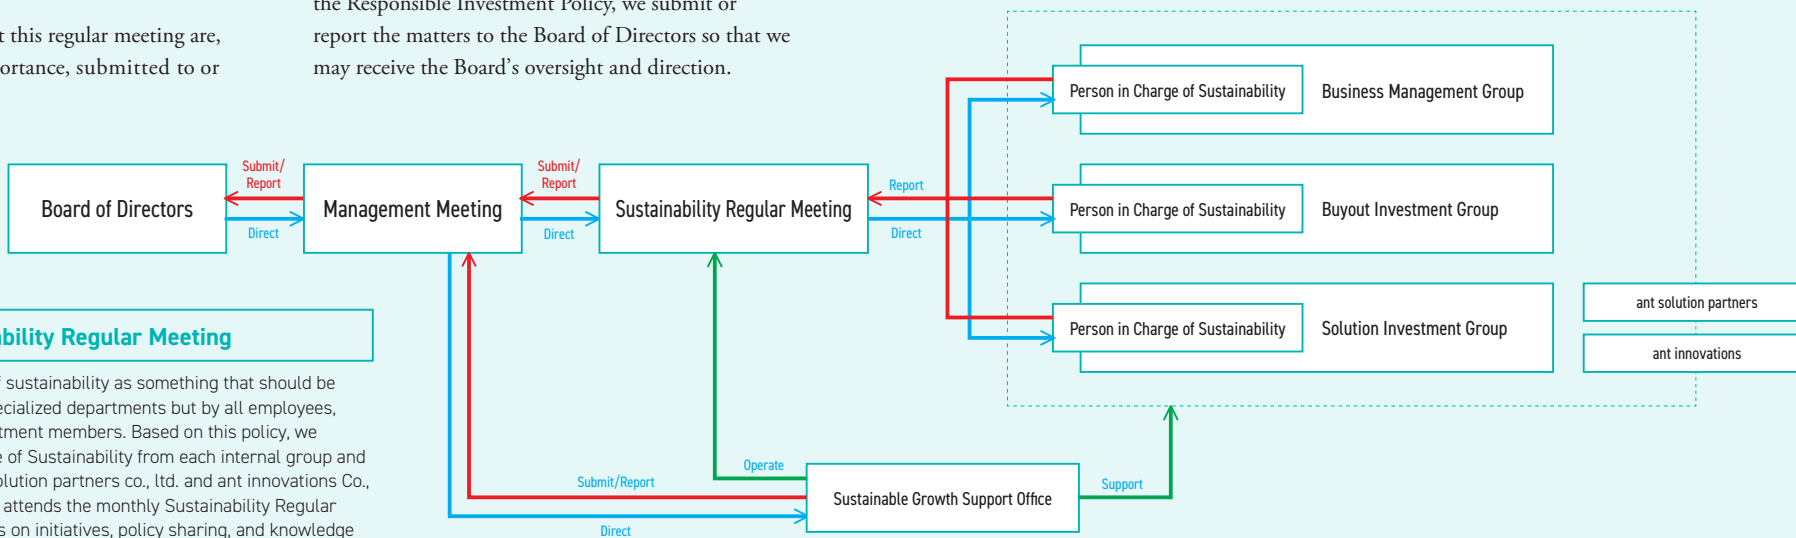 t this regular meeting are,
ortance, submitted to or
the Responsible Investment Policy, we submit or
report the matters to the Board of Directors so that we
may receive the Board's oversight and direction.
Board of Directors
Submit/
Report
Direct
Management Meeting
Submit/
Report
Direct
Sustainability Regular Meeting
Report
Direct
Person in Charge of Sustainability
Business Management Group
Person in Charge of Sustainability
Buyout Investment Group
Person in Charge of Sustainability
Solution Investment Group
ant solution partners
ant innovations
Operate
Submit/Report
Direct
Sustainable Growth Support Office
Support
bility Regular Meeting
sustainability as something that should be
ecialized departments but by all employees,
tment members. Based on this policy, we
e of Sustainability from each internal group and
olution partners co., ltd. and ant innovations Co.,
attends the monthly Sustainability Regular
s on initiatives, policy sharing, and knowledge